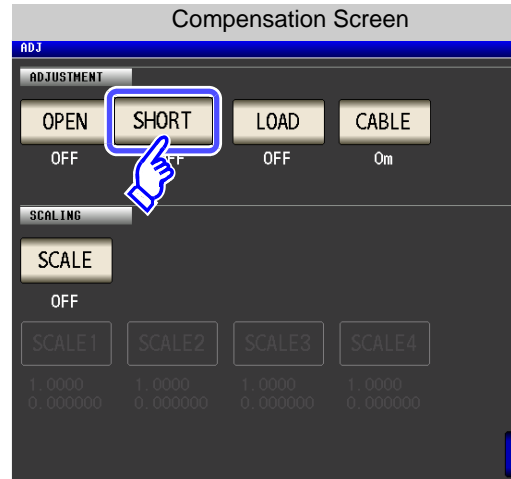 Compensation Screen
ADJ
ADJUSTMENT
OPEN SHORT LOAD CABLE
OFF OFF OFF 0m
SCALING
SCALE
OFF
SCALE1 SCALE2 SCALE3 SCALE4
1.0000 1.0000 1.0000 1.0000
0.000000 0.000000 0.000000 0.000000